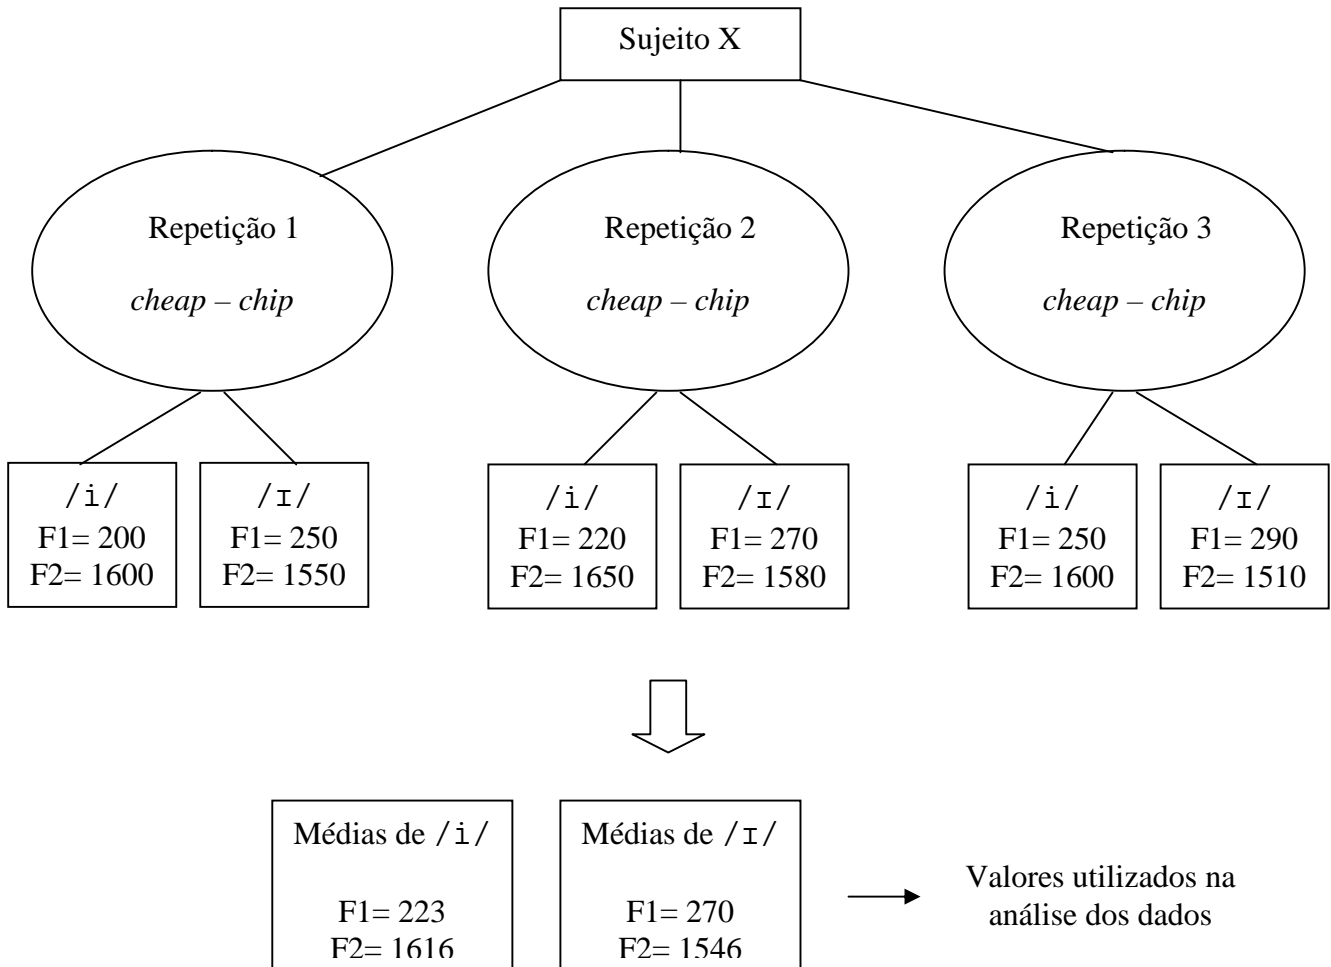 Sujeito X
Repetição 1
cheap – chip
Repetição 2
cheap – chip
Repetição 3
cheap – chip
/i/
F1= 200
F2= 1600
/ɪ/
F1= 250
F2= 1550
/i/
F1= 220
F2= 1650
/ɪ/
F1= 270
F2= 1580
/i/
F1= 250
F2= 1600
/ɪ/
F1= 290
F2= 1510
Médias de /i/
F1= 223
F2= 1616
Médias de /ɪ/
F1= 270
F2= 1546
Valores utilizados na
análise dos dados